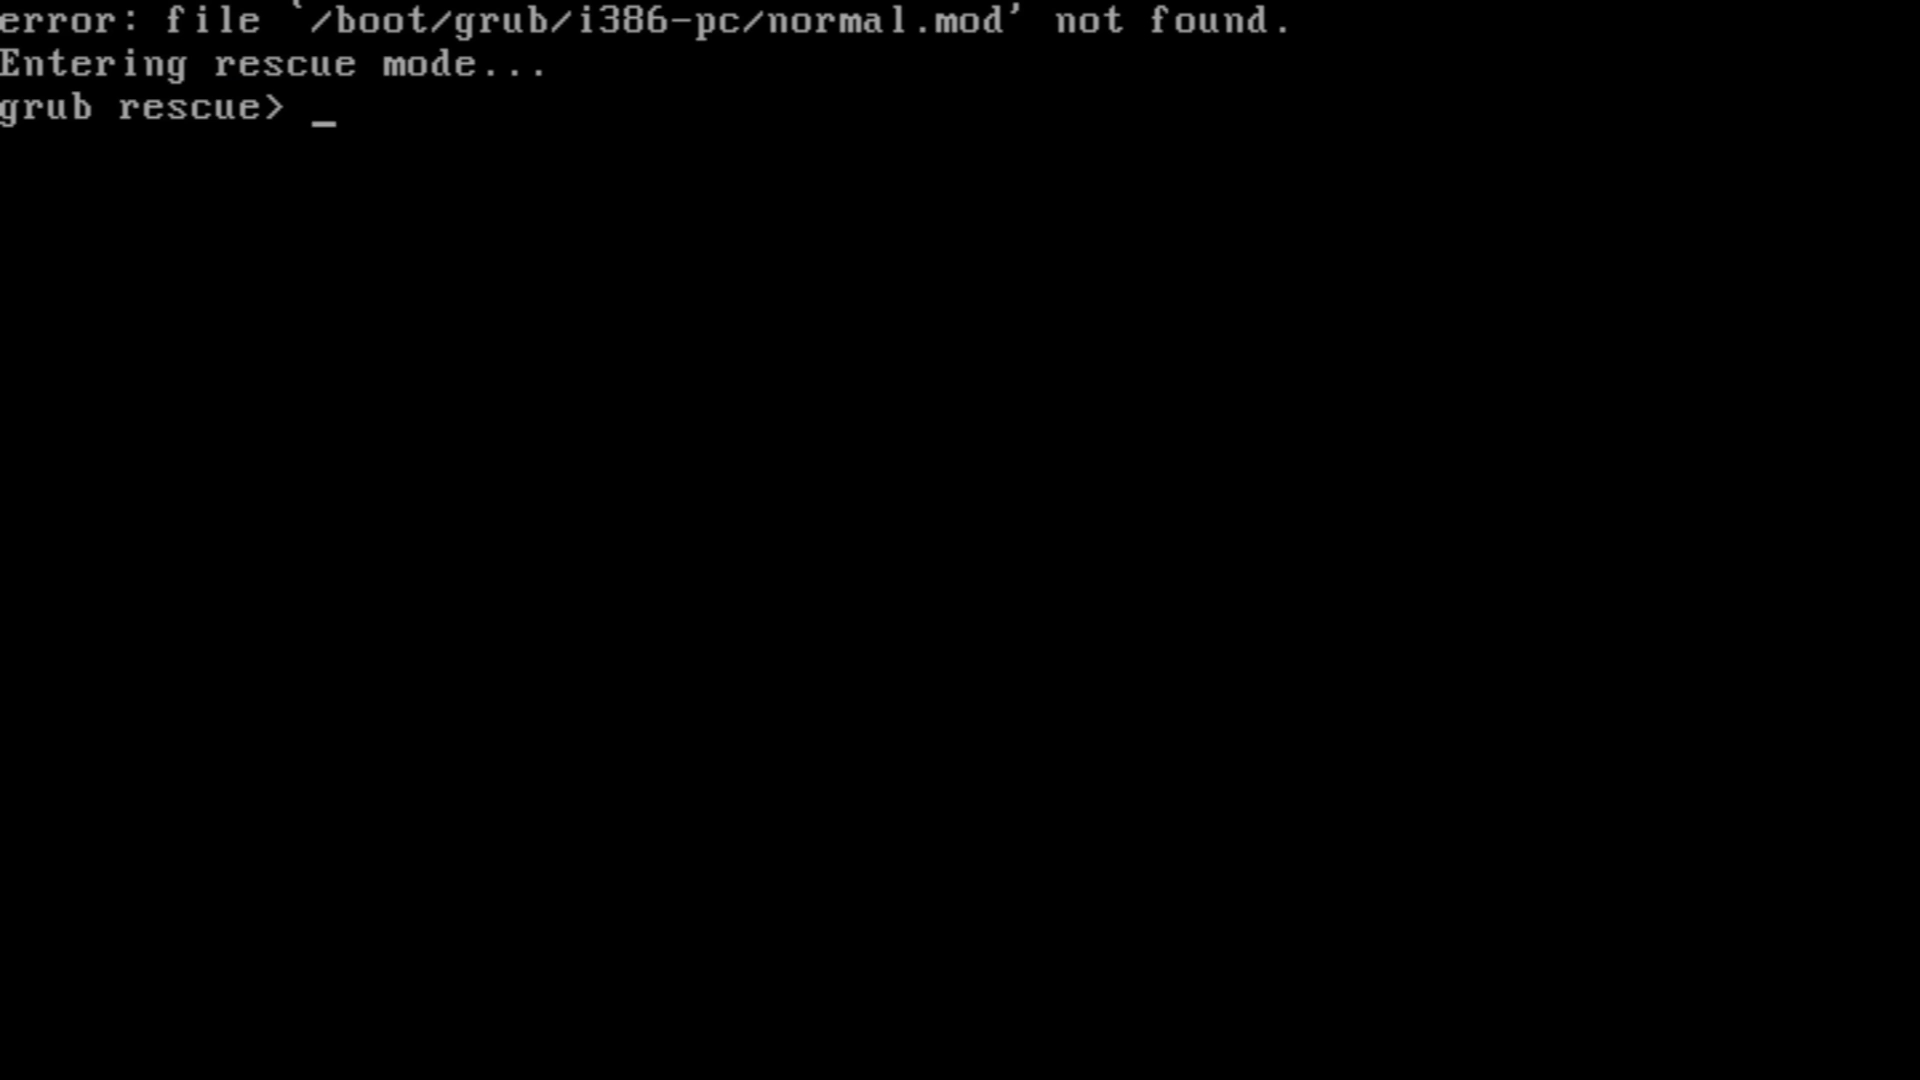 error: file `/boot/grub/i386-pc/normal.mod' not found.
Entering rescue mode...
grub rescue> _